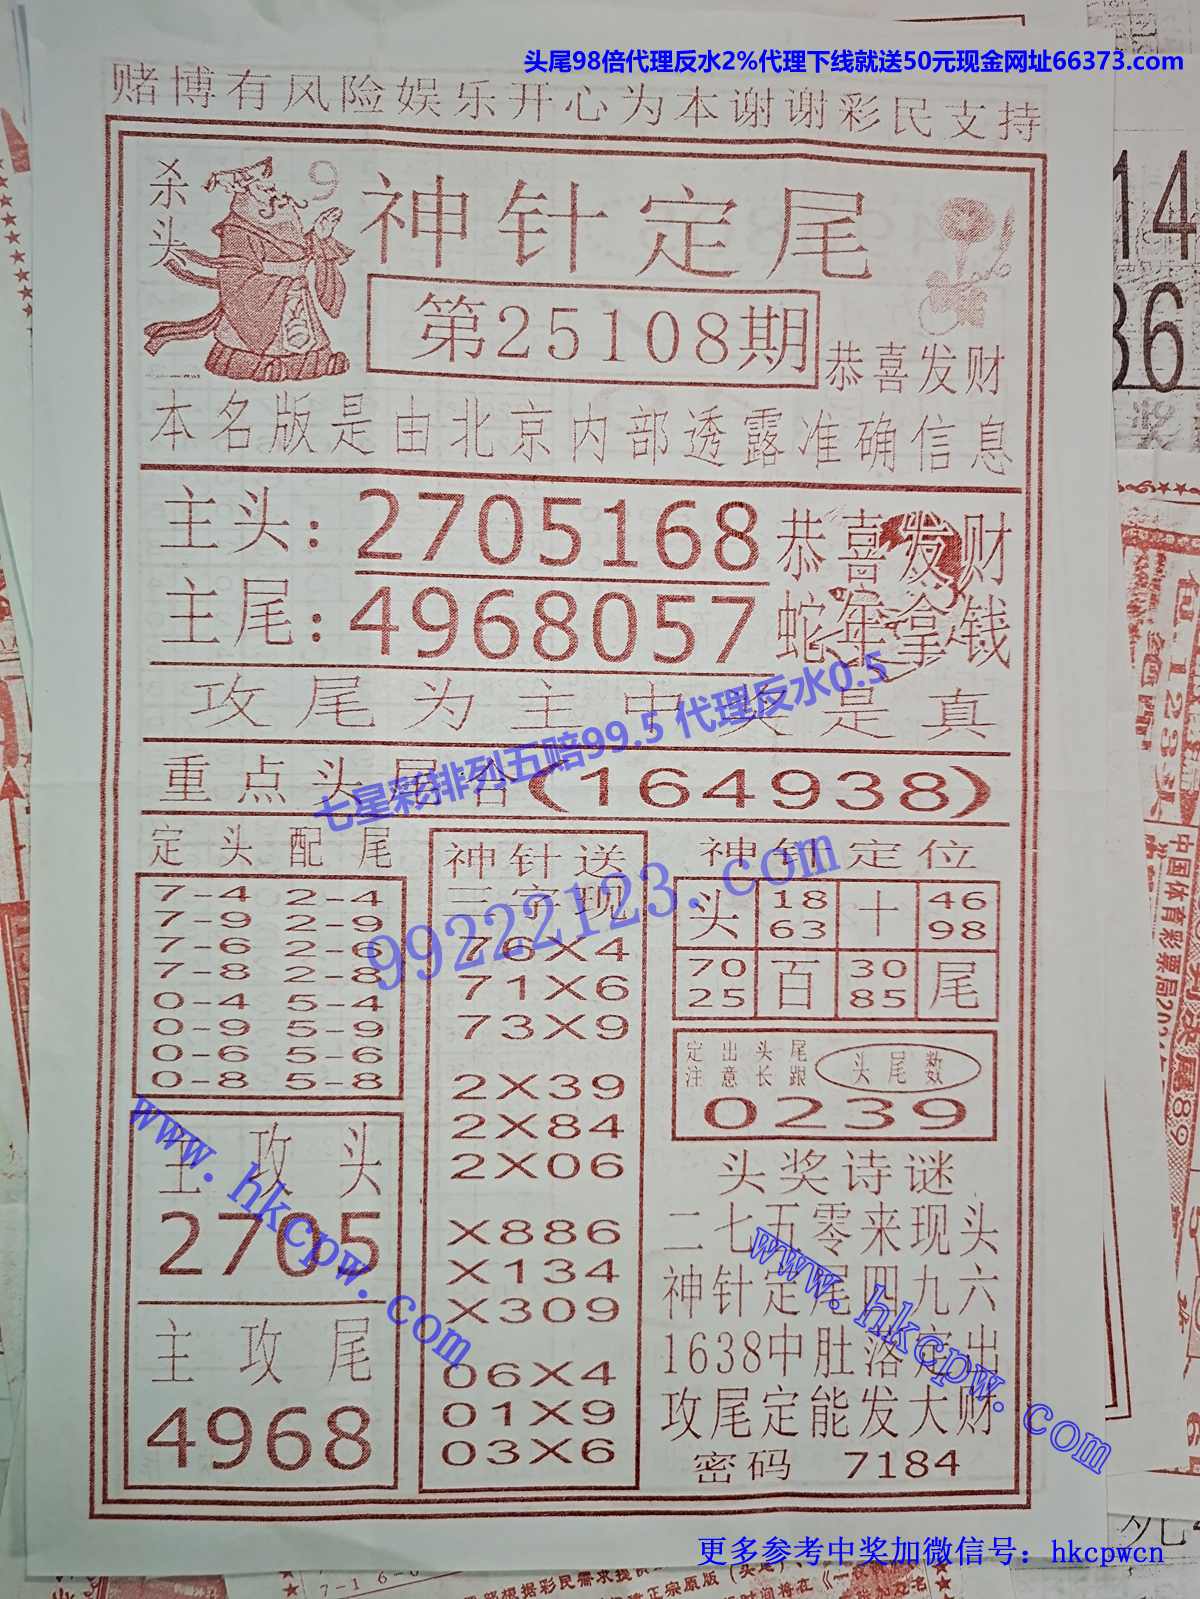 头尾98倍代理反水2%代理下线就送50元现金网址66373.com
赌博有风险娱乐开心为本谢谢彩民支持
杀头 9
神针定尾
第25108期
恭喜发财
本名版是由北京内部透露准确信息
主头: 2705168 恭喜发财
主尾: 4968057 蛇年拿钱
攻尾为主中奖是真
七星彩排列五赔99.5 代理反水0.5
重点头尾合(164938)
定头配尾
7-4 2-4
7-9 2-9
7-6 2-6
7-8 2-8
0-4 5-4
0-9 5-9
0-6 5-6
0-8 5-8
主攻头
2705
主攻尾
4968
神针送
三字现
76X4
71X6
73X9
2X39
2X84
2X06
X886
X134
X309
06X4
01X9
03X6
99222123.com
神针定位
头 18 十 46
63 98
70 百 30 尾
25 85
定出头尾
注意长跟
头尾数
0239
头奖诗谜
二七五零来现头
神针定尾四九六
1638中肚落定出
攻尾定能发大财
密码 7184
www.hkcpw.com
www.hkcpw.com
更多参考中奖加微信号：hkcpwcn
14
36
123头
中国体育彩票局